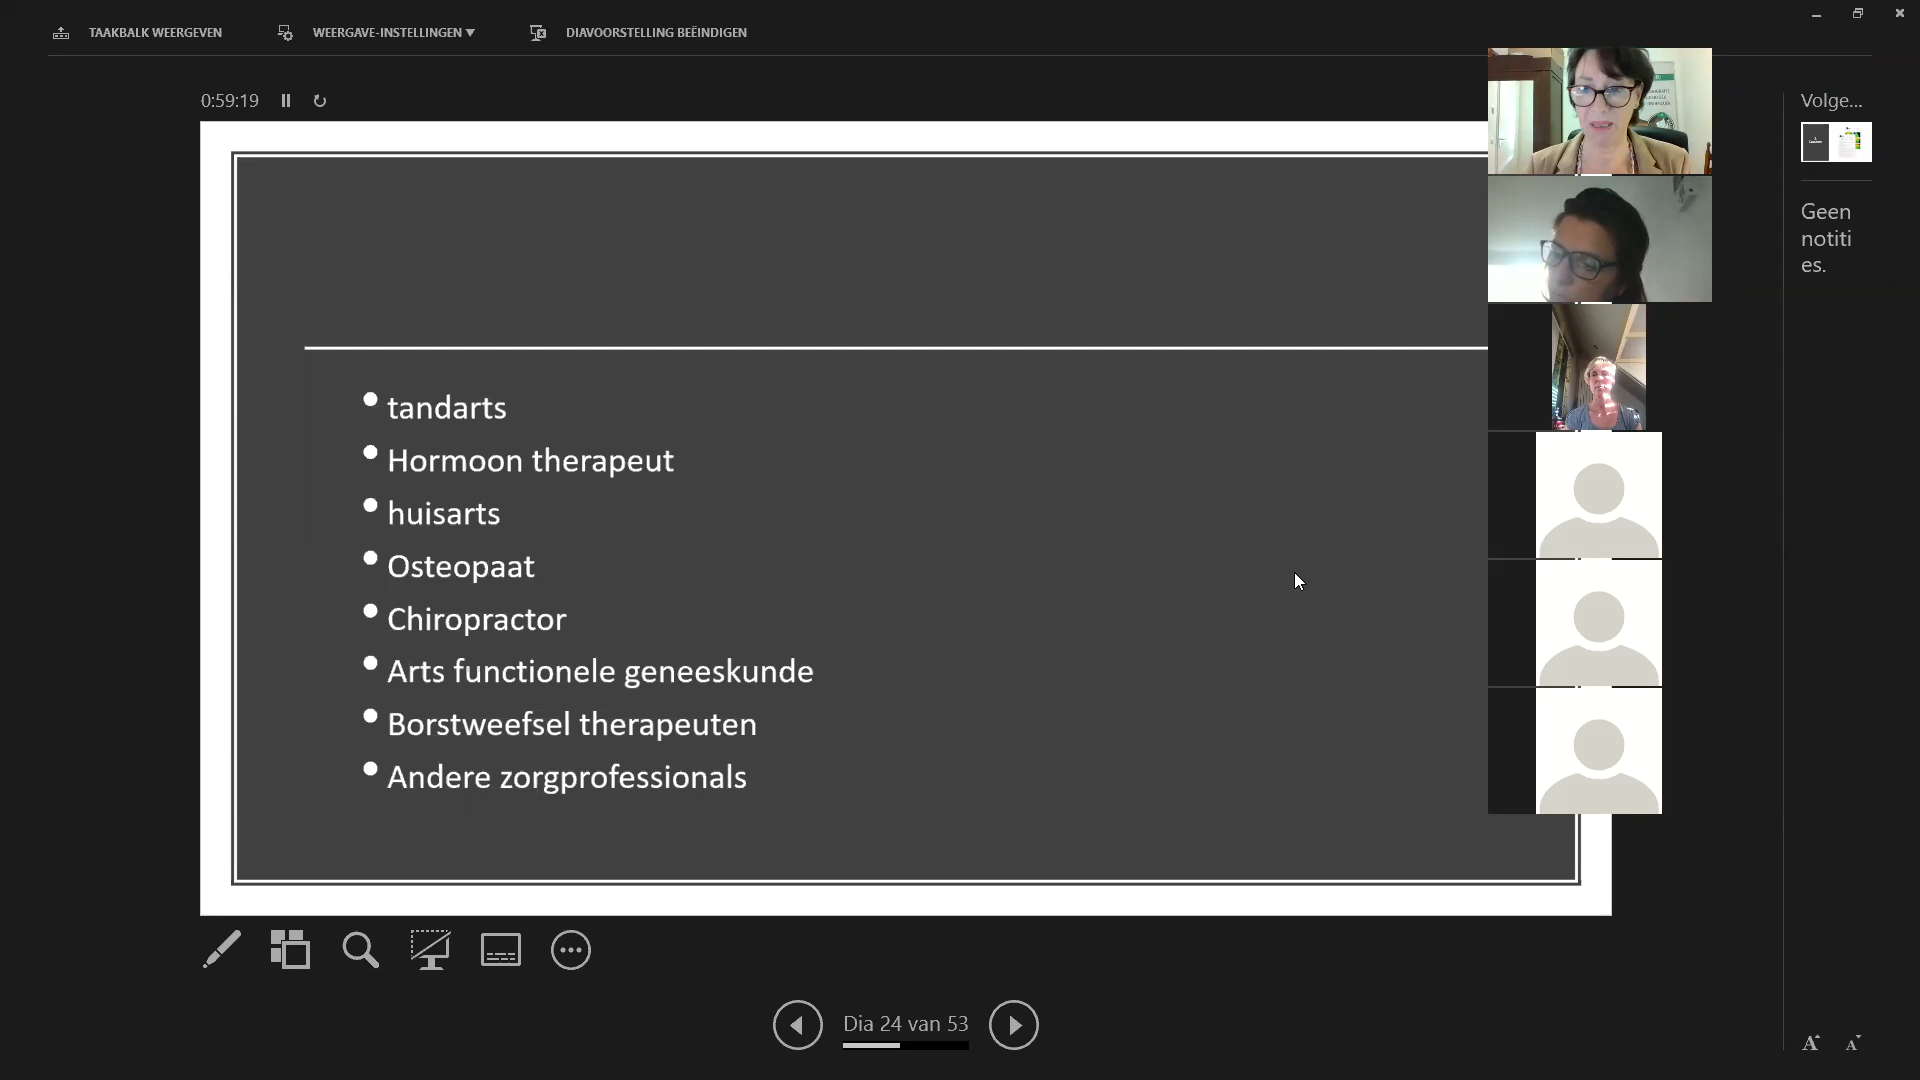 TAAKBALK WEERGEVEN
WEERGAVE-INSTELLINGEN ▼
DIAVOORSTELLING BEËINDIGEN
0:59:19
Volge...
Geen
notiti
es.
• tandarts
• Hormoon therapeut
• huisarts
• Osteopaat
• Chiropractor
• Arts functionele geneeskunde
• Borstweefsel therapeuten
• Andere zorgprofessionals
Dia 24 van 53
A A